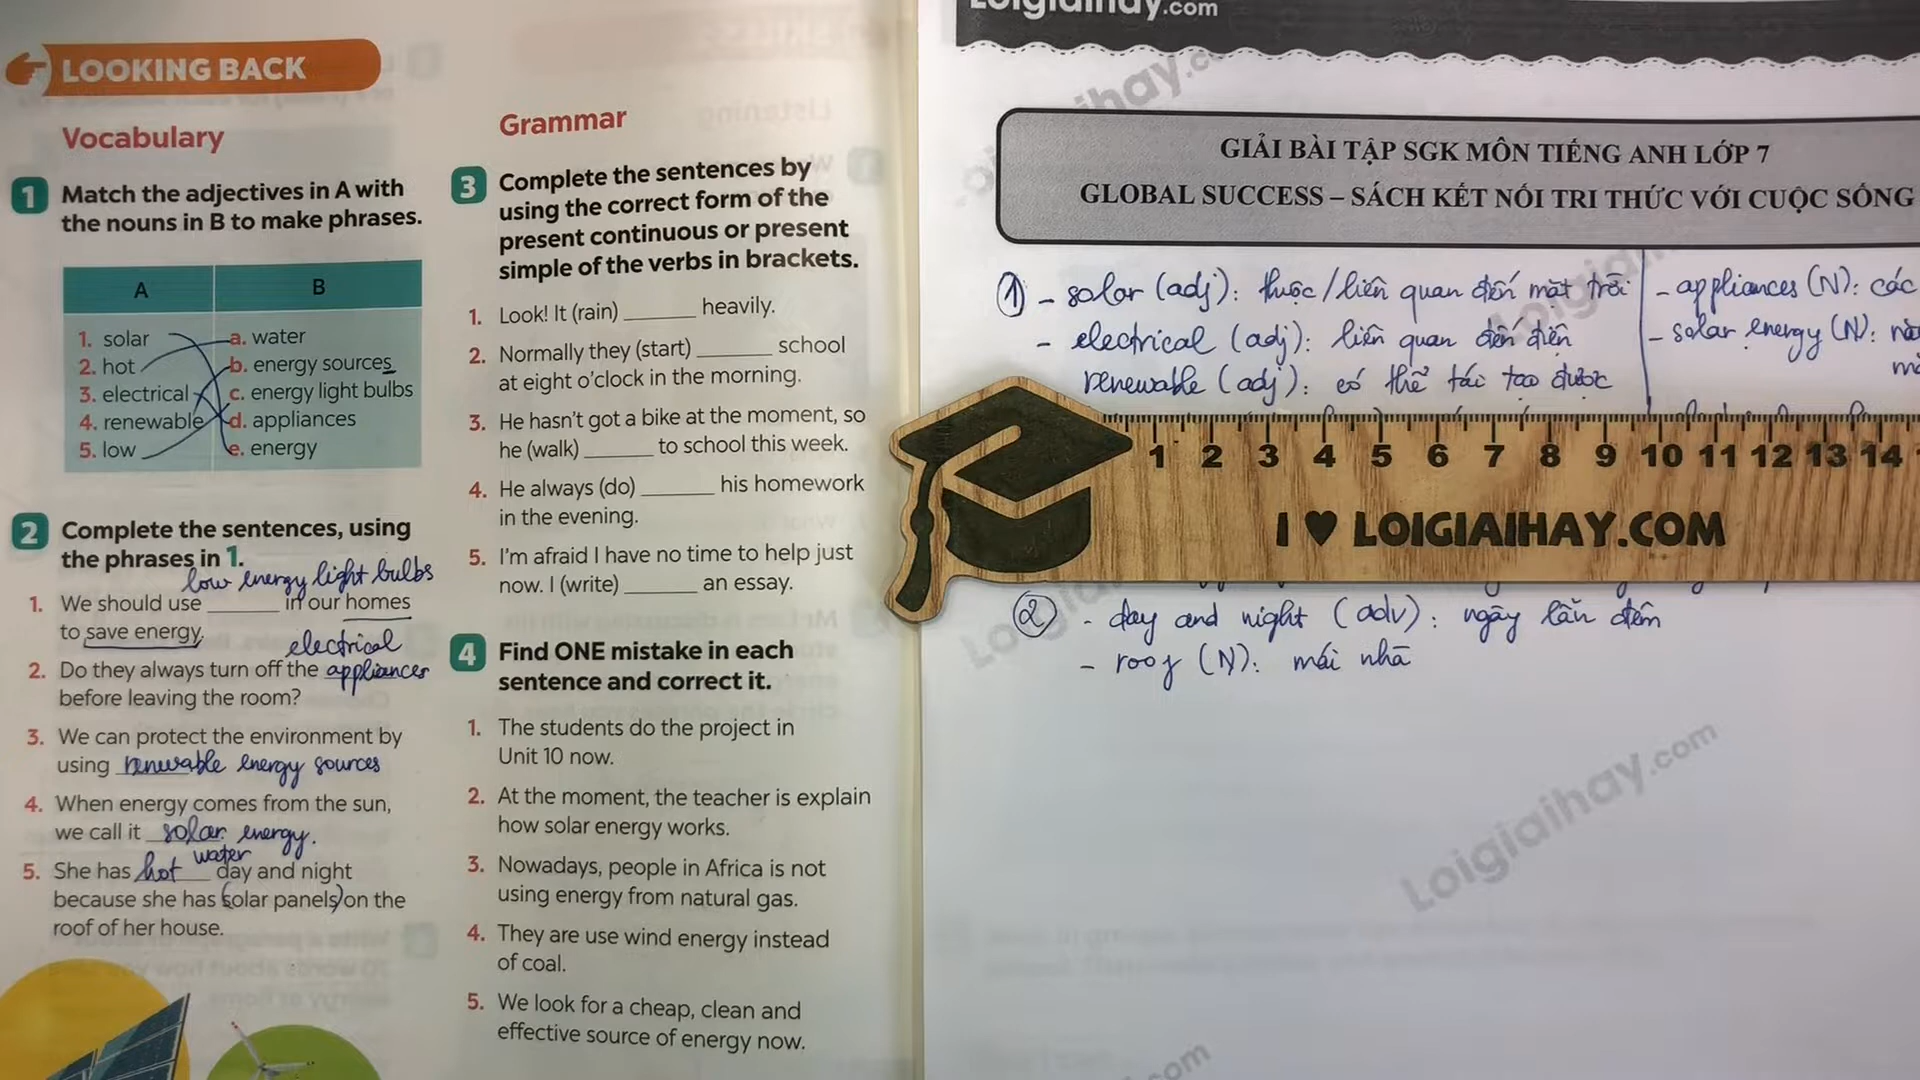 LOOKING BACK
Vocabulary
1 Match the adjectives in A with
the nouns in B to make phrases.
A B
1. solar a. water
2. hot b. energy sources
3. electrical c. energy light bulbs
4. renewable d. appliances
5. low e. energy
2 Complete the sentences, using
the phrases in 1.
low energy light bulbs
1. We should use ______ in our homes
to save energy.
electrical
2. Do they always turn off the appliances
before leaving the room?
3. We can protect the environment by
using renewable energy sources
4. When energy comes from the sun,
we call it solar energy.
water
5. She has hot day and night
because she has (solar panels) on the
roof of her house.
Grammar
3 Complete the sentences by
using the correct form of the
present continuous or present
simple of the verbs in brackets.
1. Look! It (rain) ______ heavily.
2. Normally they (start) ______ school
at eight o'clock in the morning.
3. He hasn't got a bike at the moment, so
he (walk) ______ to school this week.
4. He always (do) ______ his homework
in the evening.
5. I'm afraid I have no time to help just
now. I (write) ______ an essay.
4 Find ONE mistake in each
sentence and correct it.
1. The students do the project in
Unit 10 now.
2. At the moment, the teacher is explain
how solar energy works.
3. Nowadays, people in Africa is not
using energy from natural gas.
4. They are use wind energy instead
of coal.
5. We look for a cheap, clean and
effective source of energy now.
Loigiaihay.com
GIẢI BÀI TẬP SGK MÔN TIẾNG ANH LỚP 7
GLOBAL SUCCESS – SÁCH KẾT NỐI TRI THỨC VỚI CUỘC SỐNG
1 - solar (adj): thuộc/liên quan đến mặt trời
- electrical (adj): liên quan đến điện
renewable (adj): có thể tái tạo được
- appliances (N): các
- solar energy (N):
1 2 3 4 5 6 7 8 9 10 11 12 13 14
I ♥ LOIGIAIHAY.COM
2 - day and night (adv): ngày lẫn đêm
- roof (N): mái nhà
Loigiaihay.com